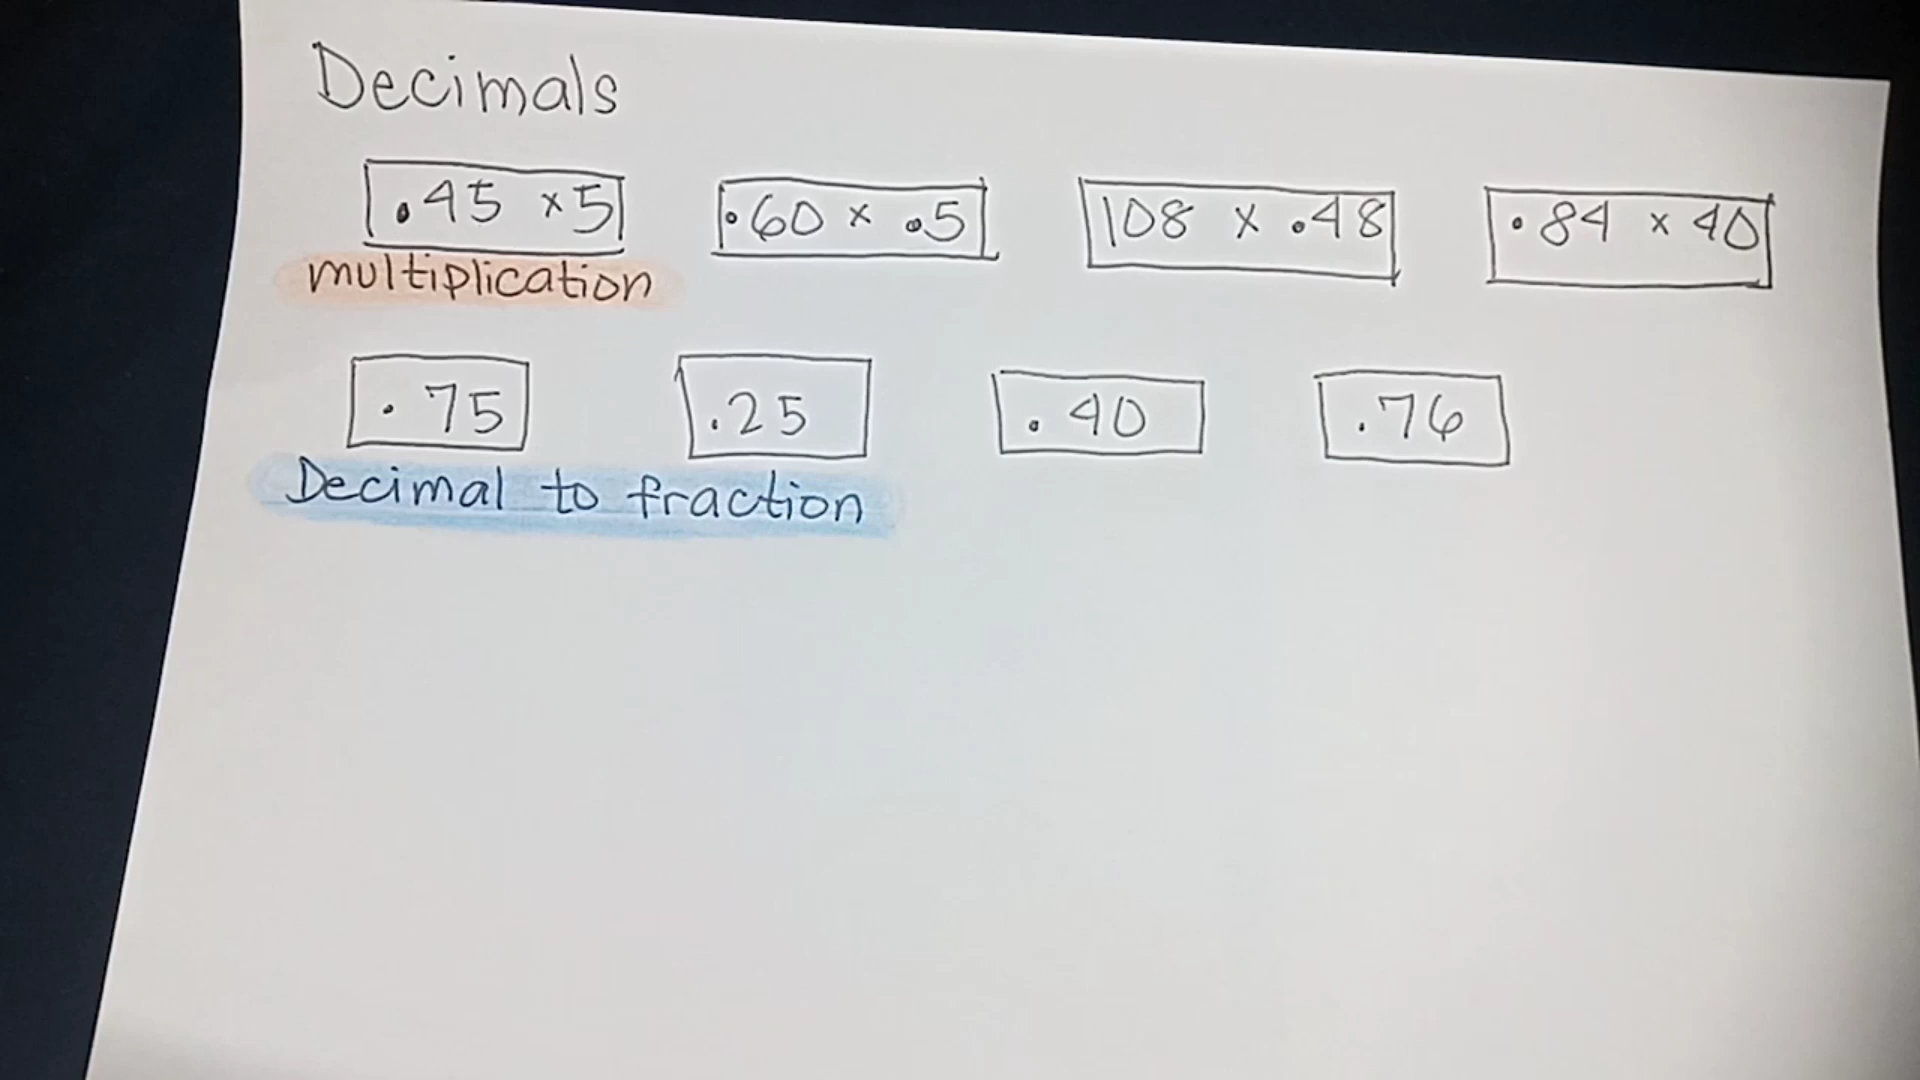 Decimals
.45 x5 .60 x .5 108 x .48 .84 x 40
multiplication
.75 .25 .40 .76
Decimal to fraction